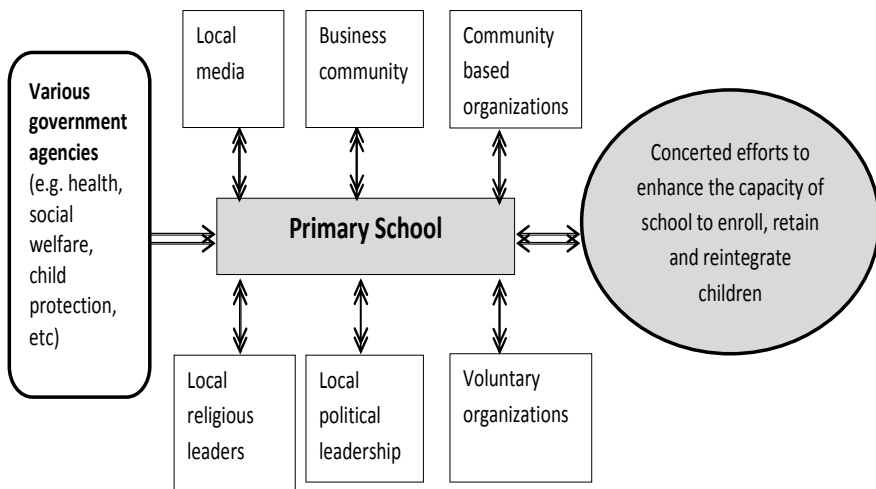 Local
media
Business
community
Community
based
organizations
Various
government
agencies
(e.g. health,
social
welfare,
child
protection,
etc)
Primary School
Concerted efforts to
enhance the capacity of
school to enroll, retain
and reintegrate
children
Local
religious
leaders
Local
political
leadership
Voluntary
organizations